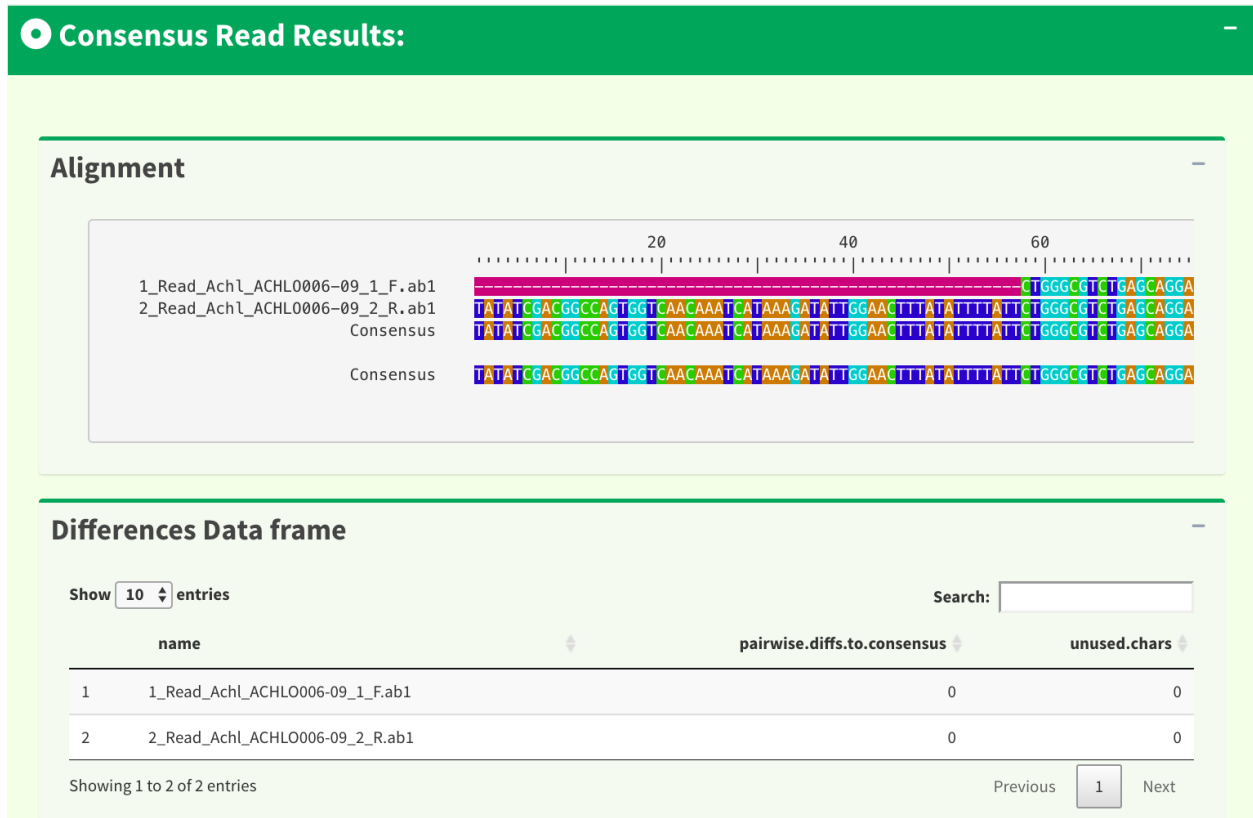 Consensus Read Results:
Alignment
20 40 60
1_Read_Achl_ACHLO006-09_1_F.ab1 ---------------------------------------------------------CTGGGCGTCTGAGCAGGA
2_Read_Achl_ACHLO006-09_2_R.ab1 TATATCGACGGCCAGTGGTCAACAAATCATAAAGATATTGGAACTTTATATTTTATTCTGGGCGTCTGAGCAGGA
Consensus TATATCGACGGCCAGTGGTCAACAAATCATAAAGATATTGGAACTTTATATTTTATTCTGGGCGTCTGAGCAGGA
Consensus TATATCGACGGCCAGTGGTCAACAAATCATAAAGATATTGGAACTTTATATTTTATTCTGGGCGTCTGAGCAGGA
Differences Data frame
Show 10 entries Search:
name pairwise.diffs.to.consensus unused.chars
1 1_Read_Achl_ACHLO006-09_1_F.ab1 0 0
2 2_Read_Achl_ACHLO006-09_2_R.ab1 0 0
Showing 1 to 2 of 2 entries Previous 1 Next